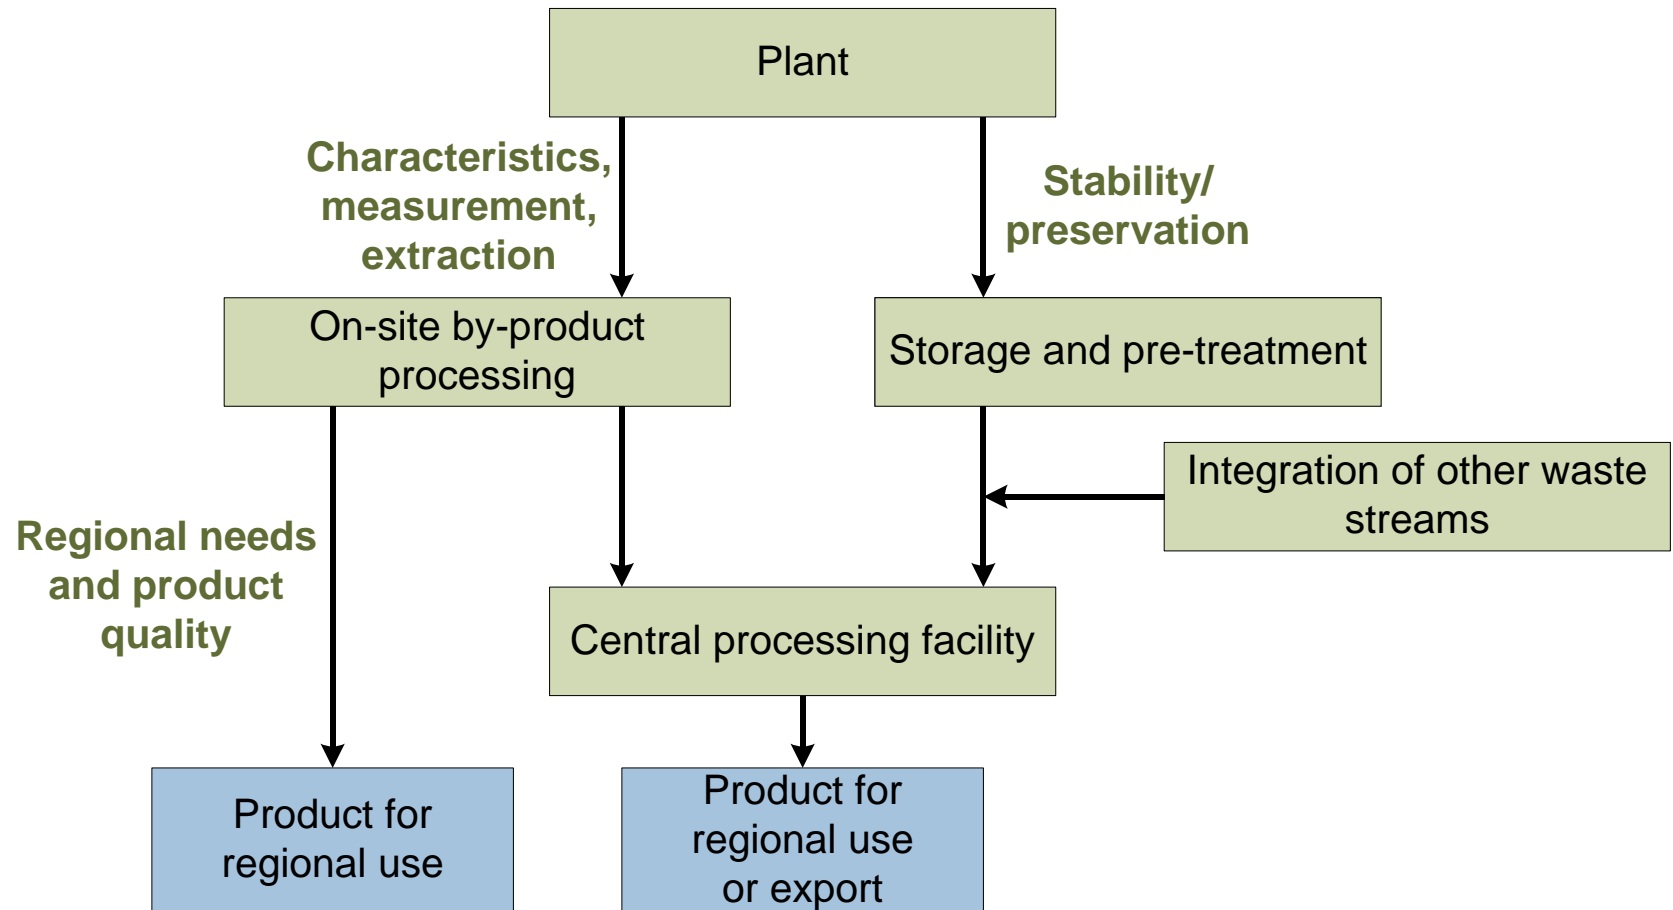 Plant
Characteristics,
measurement,
extraction
Stability/
preservation
On-site by-product
processing
Storage and pre-treatment
Integration of other waste
streams
Regional needs
and product
quality
Central processing facility
Product for
regional use
Product for
regional use
or export